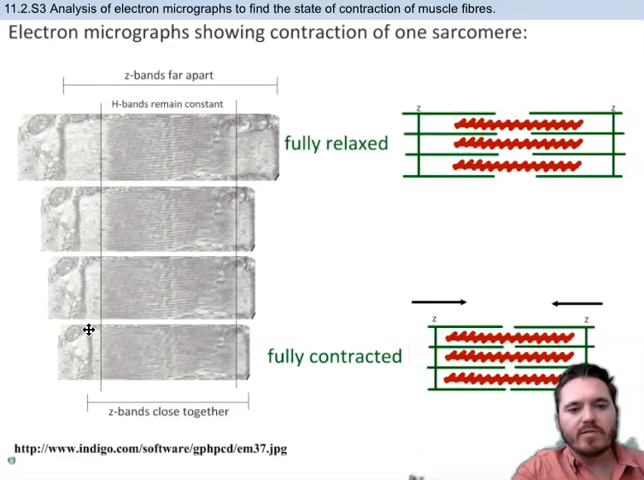 11.2.S3 Analysis of electron micrographs to find the state of contraction of muscle fibres.
Electron micrographs showing contraction of one sarcomere:
z-bands far apart
H-bands remain constant
z z
fully relaxed
z z
fully contracted
z-bands close together
http://www.indigo.com/software/gphpcd/em37.jpg